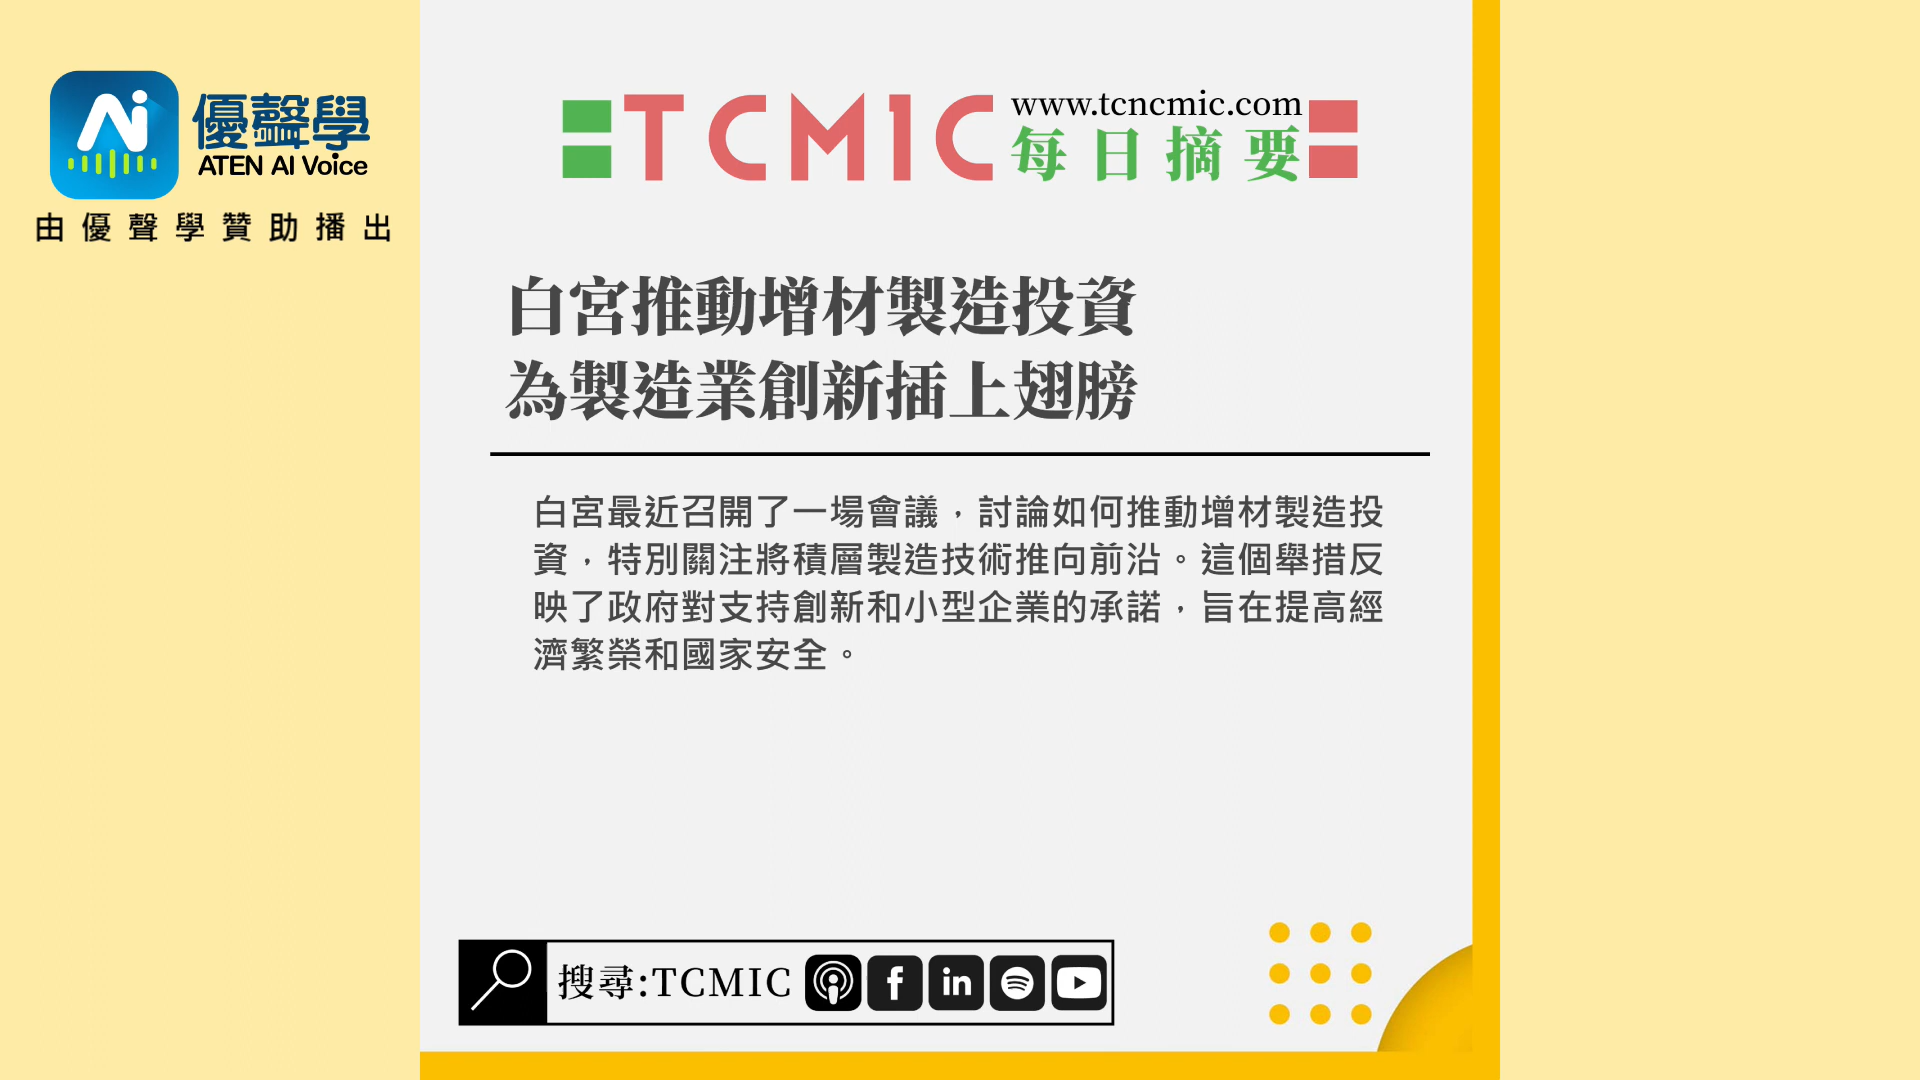 優聲學
ATEN AI Voice
由優聲學贊助播出
TCMIC
www.tcncmic.com
每日摘要
白宮推動增材製造投資
為製造業創新插上翅膀
白宮最近召開了一場會議，討論如何推動增材製造投
資，特別關注將積層製造技術推向前沿。這個舉措反
映了政府對支持創新和小型企業的承諾，旨在提高經
濟繁榮和國家安全。
搜尋:TCMIC